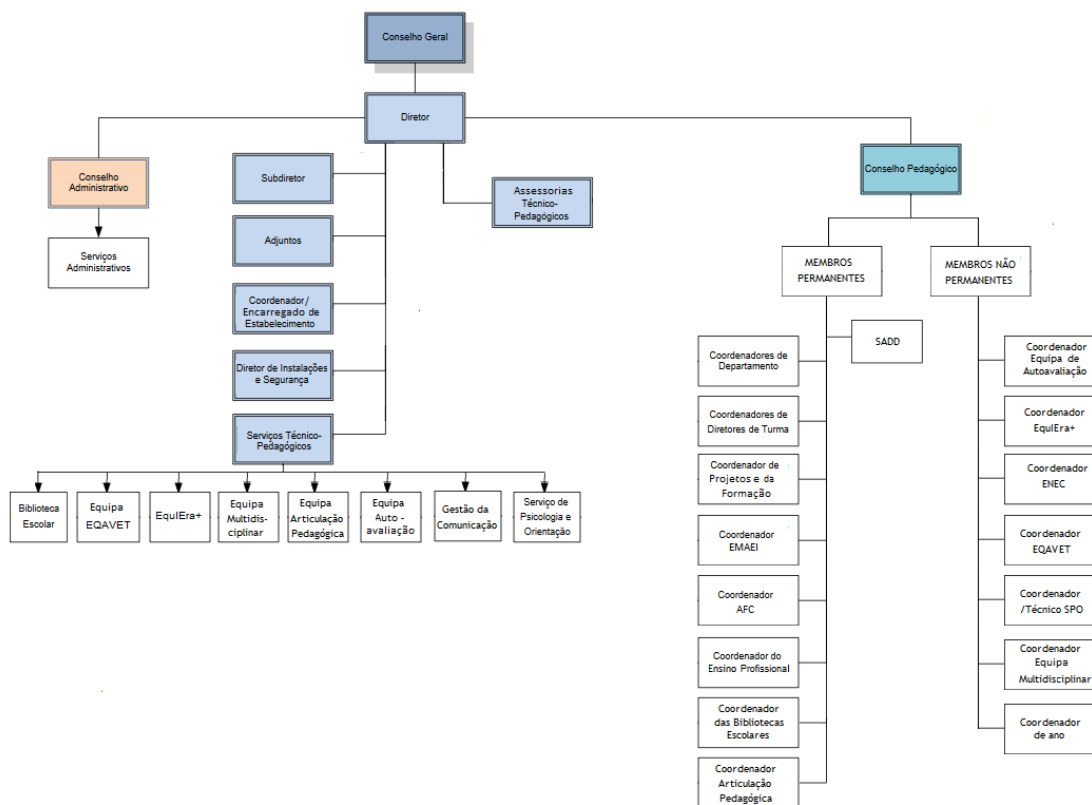 Conselho Geral
Diretor
Conselho
Administrativo
Serviços
Administrativos
Subdiretor
Adjuntos
Coordenador/
Encarregado de
Estabelecimento
Diretor de Instalações
e Segurança
Serviços Técnico-
Pedagógicos
Assessorias
Técnico-
Pedagógicos
Biblioteca
Escolar
Equipa
EQAVET
EquIEra+
Equipa
Multidis-
ciplinar
Equipa
Articulação
Pedagógica
Equipa
Auto -
avaliação
Gestão da
Comunicação
Serviço de
Psicologia e
Orientação
Conselho Pedagógico
MEMBROS
PERMANENTES
SADD
Coordenadores de
Departamento
Coordenadores de
Diretores de Turma
Coordenador de
Projetos e da
Formação
Coordenador
EMAEI
Coordenador
AFC
Coordenador do
Ensino Profissional
Coordenador
das Bibliotecas
Escolares
Coordenador
Articulação
Pedagógica
MEMBROS NÃO
PERMANENTES
Coordenador
Equipa de
Autoavaliação
Coordenador
EquIEra+
Coordenador
ENEC
Coordenador
EQAVET
Coordenador
/Técnico SPO
Coordenador
Equipa
Multidisciplinar
Coordenador
de ano